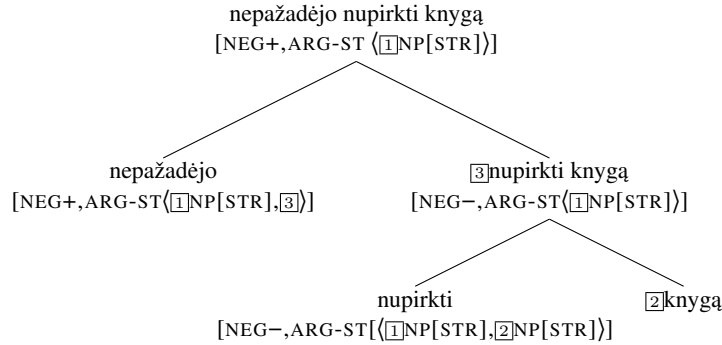 nepažadėjo nupirkti knygą
[NEG+,ARG-ST ⟨[1]NP[STR]⟩]
nepažadėjo
[NEG+,ARG-ST⟨[1]NP[STR],[3]⟩]
[3]nupirkti knygą
[NEG−,ARG-ST⟨[1]NP[STR]⟩]
nupirkti
[NEG−,ARG-ST[⟨[1]NP[STR],[2]NP[STR]⟩]
[2]knygą